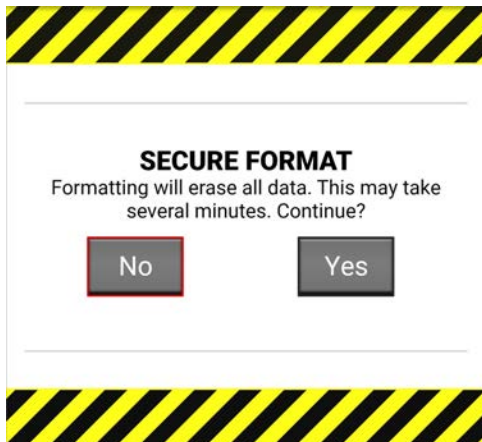 SECURE FORMAT
Formatting will erase all data. This may take
several minutes. Continue?
No
Yes